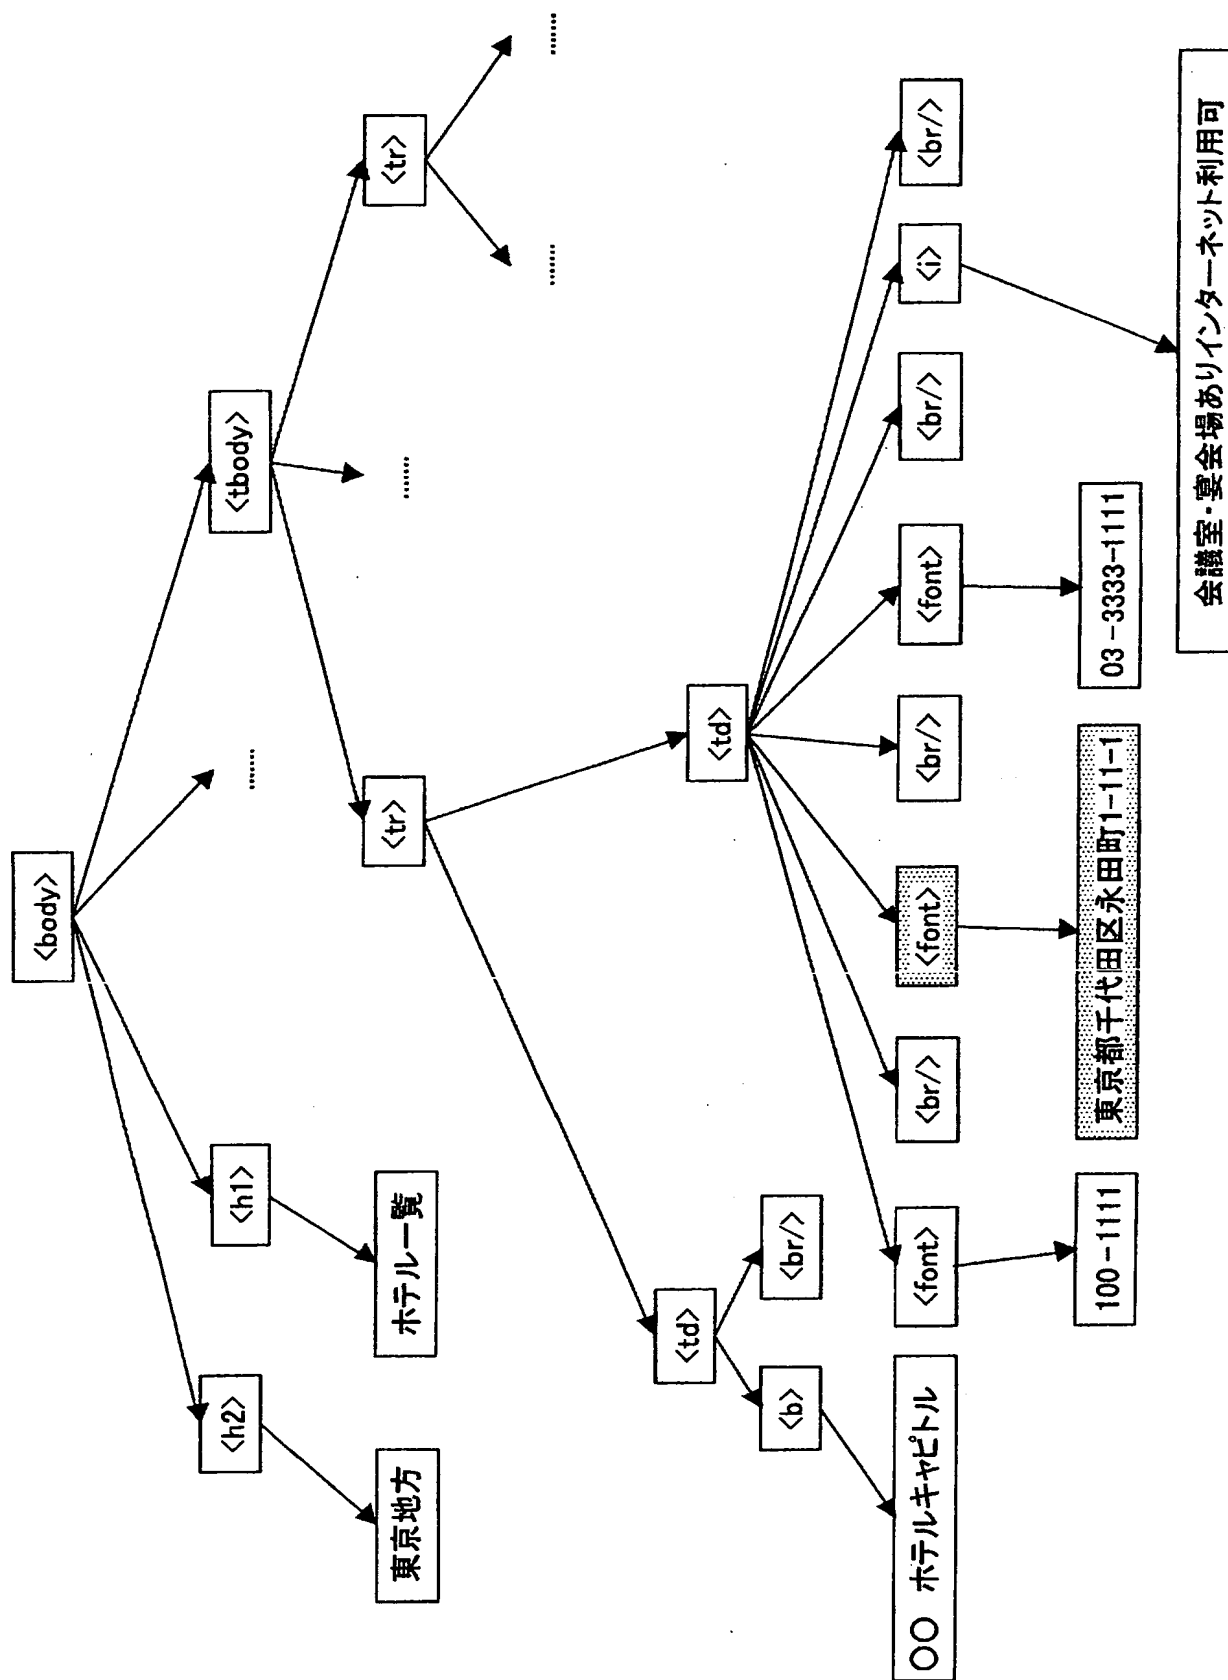 <body>
<h2>
<h1>
......
<tbody>
東京地方
ホテル一覧
<tr>
......
<tr>
......
......
<td>
<td>
<b>
<br/>
○○ ホテルキャピトル
<font>
<br/>
<font>
<br/>
<font>
<br/>
<i>
<br/>
100-1111
東京都千代田区永田町1-11-1
03-3333-1111
会議室・宴会場ありインターネット利用可